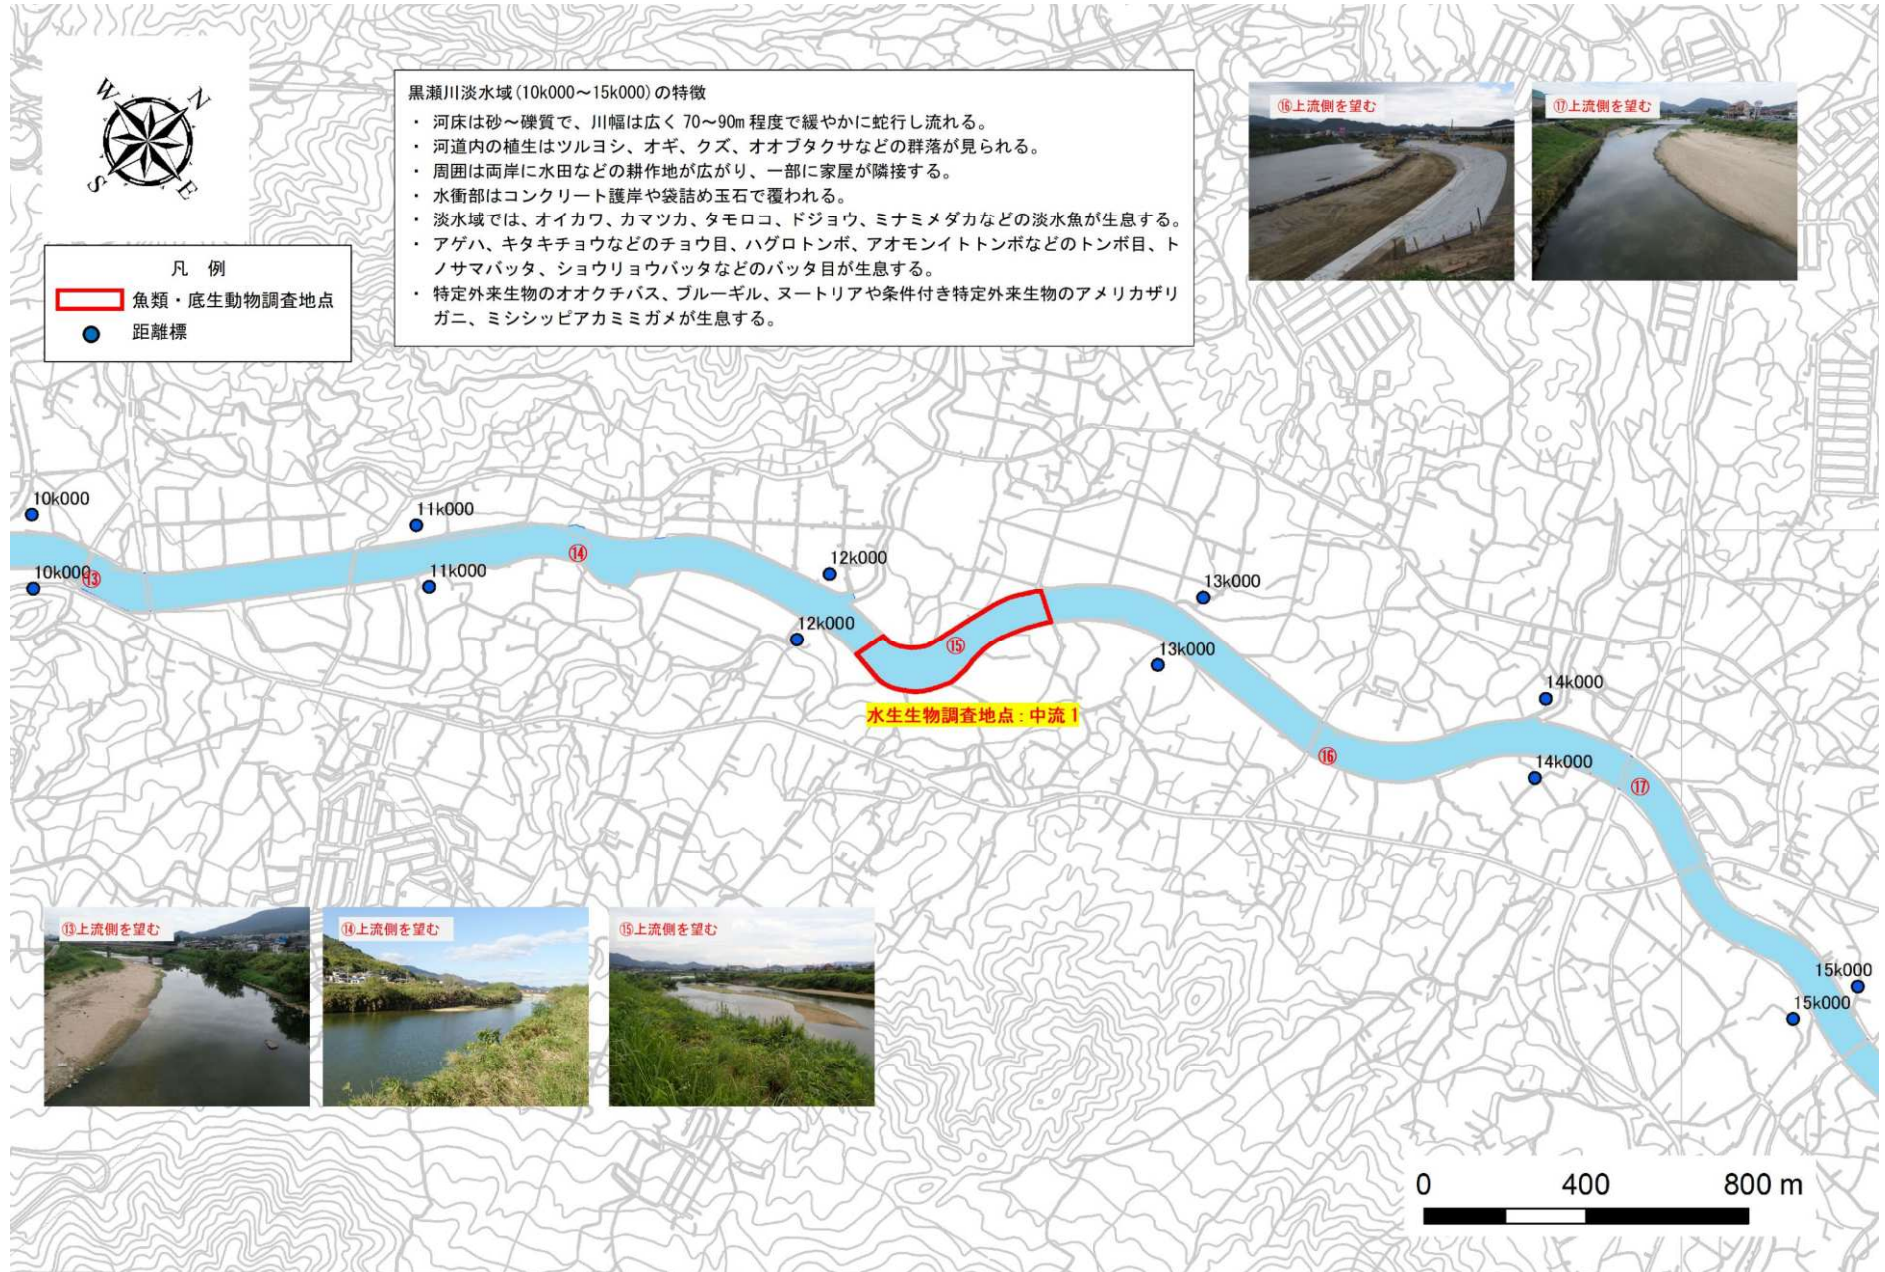 W
N
S
E
黒瀬川淡水域(10k000～15k000)の特徴
・ 河床は砂～礫質で、川幅は広く70～90m程度で緩やかに蛇行し流れる。
・ 河道内の植生はツルヨシ、オギ、クズ、オオブタクサなどの群落が見られる。
・ 周囲は両岸に水田などの耕作地が広がり、一部に家屋が隣接する。
・ 水衝部はコンクリート護岸や袋詰め玉石で覆われる。
・ 淡水域では、オイカワ、カマツカ、タモロコ、ドジョウ、ミナミメダカなどの淡水魚が生息する。
・ アゲハ、キタキチョウなどのチョウ目、ハグロトンボ、アオモンイトトンボなどのトンボ目、ト
ノサマバッタ、ショウリョウバッタなどのバッタ目が生息する。
・ 特定外来生物のオオクチバス、ブルーギル、ヌートリアや条件付き特定外来生物のアメリカザリ
ガニ、ミシシッピアカミミガメが生息する。
⑯上流側を望む
⑰上流側を望む
凡 例
魚類・底生動物調査地点
距離標
10k000
11k000
12k000
13k000
14k000
15k000
10k000
⑬
11k000
⑭
12k000
⑮
13k000
⑯
14k000
⑰
15k000
水生生物調査地点：中流1
⑬上流側を望む
⑭上流側を望む
⑮上流側を望む
0 400 800 m